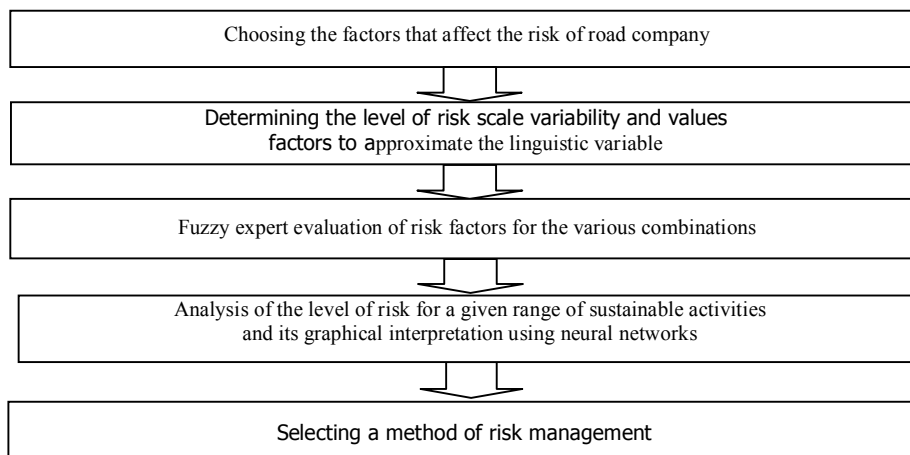 Choosing the factors that affect the risk of road company
Determining the level of risk scale variability and values
factors to approximate the linguistic variable
Fuzzy expert evaluation of risk factors for the various combinations
Analysis of the level of risk for a given range of sustainable activities
and its graphical interpretation using neural networks
Selecting a method of risk management